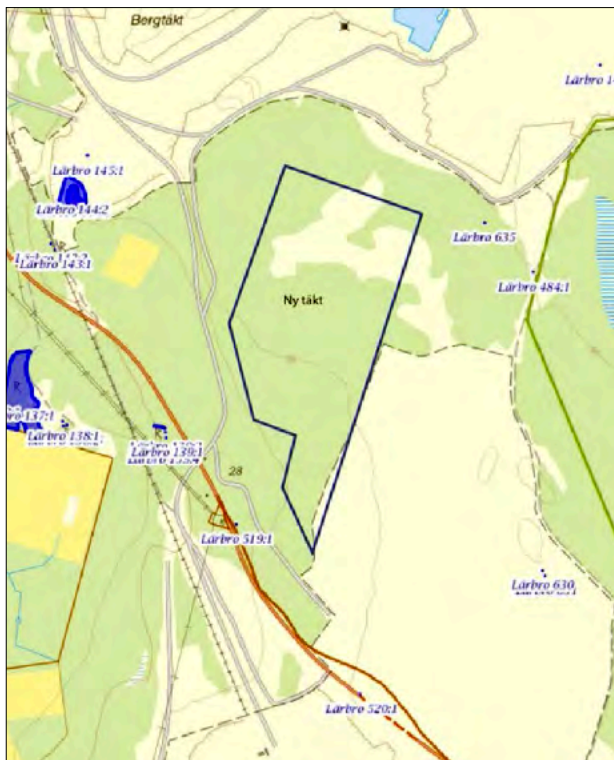 Bergtäkt
Lärbro 145:1
Lärbro 144:2
Lärbro 143:1
Lärbro 635
Lärbro 484:1
Ny täkt
137:1
Lärbro 138:1
Lärbro 139:1
28
Lärbro 519:1
Lärbro 630
Lärbro 520:1